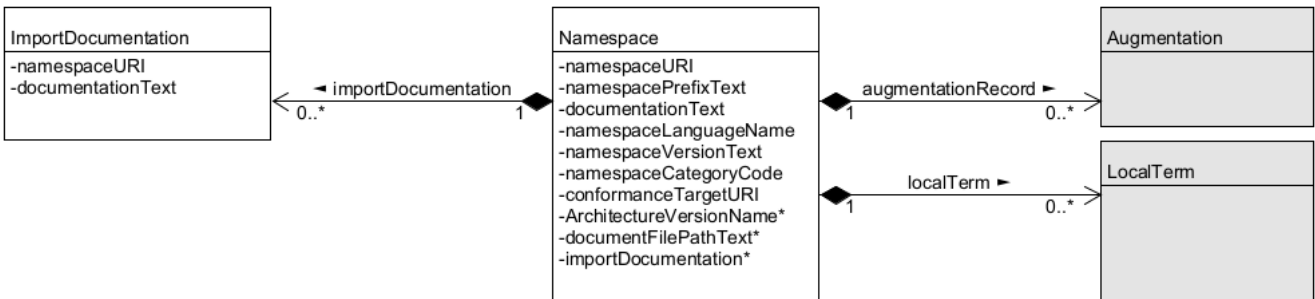 ImportDocumentation
-namespaceURI
-documentationText
◄ importDocumentation
0..*
1
Namespace
-namespaceURI
-namespacePrefixText
-documentationText
-namespaceLanguageName
-namespaceVersionText
-namespaceCategoryCode
-conformanceTargetURI
-ArchitectureVersionName*
-documentFilePathText*
-importDocumentation*
augmentationRecord ►
1
0..*
Augmentation
localTerm ►
1
0..*
LocalTerm